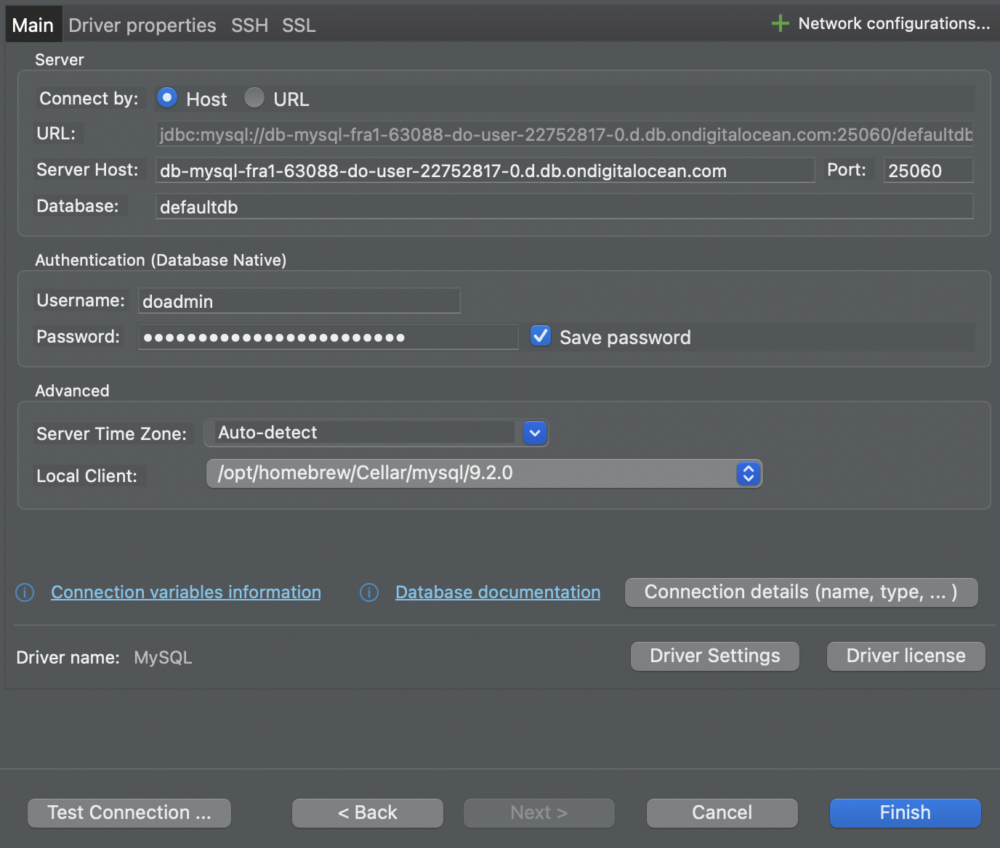 Main Driver properties SSH SSL Network configurations...
Server
Connect by: Host URL
URL: jdbc:mysql://db-mysql-fra1-63088-do-user-22752817-0.d.db.ondigitalocean.com:25060/defaultdb
Server Host: db-mysql-fra1-63088-do-user-22752817-0.d.db.ondigitalocean.com Port: 25060
Database: defaultdb
Authentication (Database Native)
Username: doadmin
Password: •••••••••••••••••••••••• Save password
Advanced
Server Time Zone: Auto-detect
Local Client: /opt/homebrew/Cellar/mysql/9.2.0
Connection variables information Database documentation Connection details (name, type, ... )
Driver name: MySQL Driver Settings Driver license
Test Connection ... < Back Next > Cancel Finish